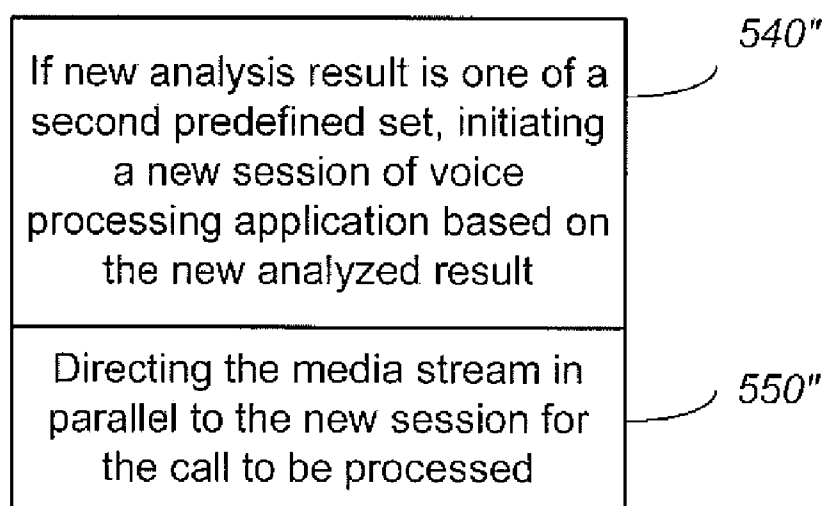 540"
If new analysis result is one of a
second predefined set, initiating
a new session of voice
processing application based on
the new analyzed result
Directing the media stream in
parallel to the new session for
the call to be processed
550"